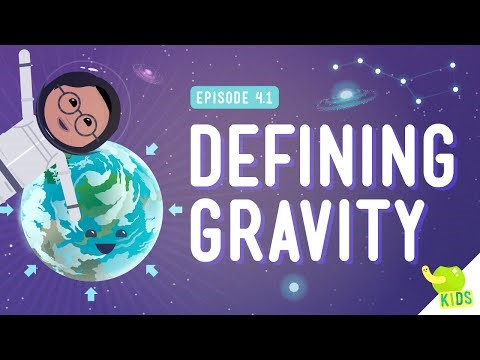 EPISODE 4.1
DEFINING
GRAVITY
KIDS